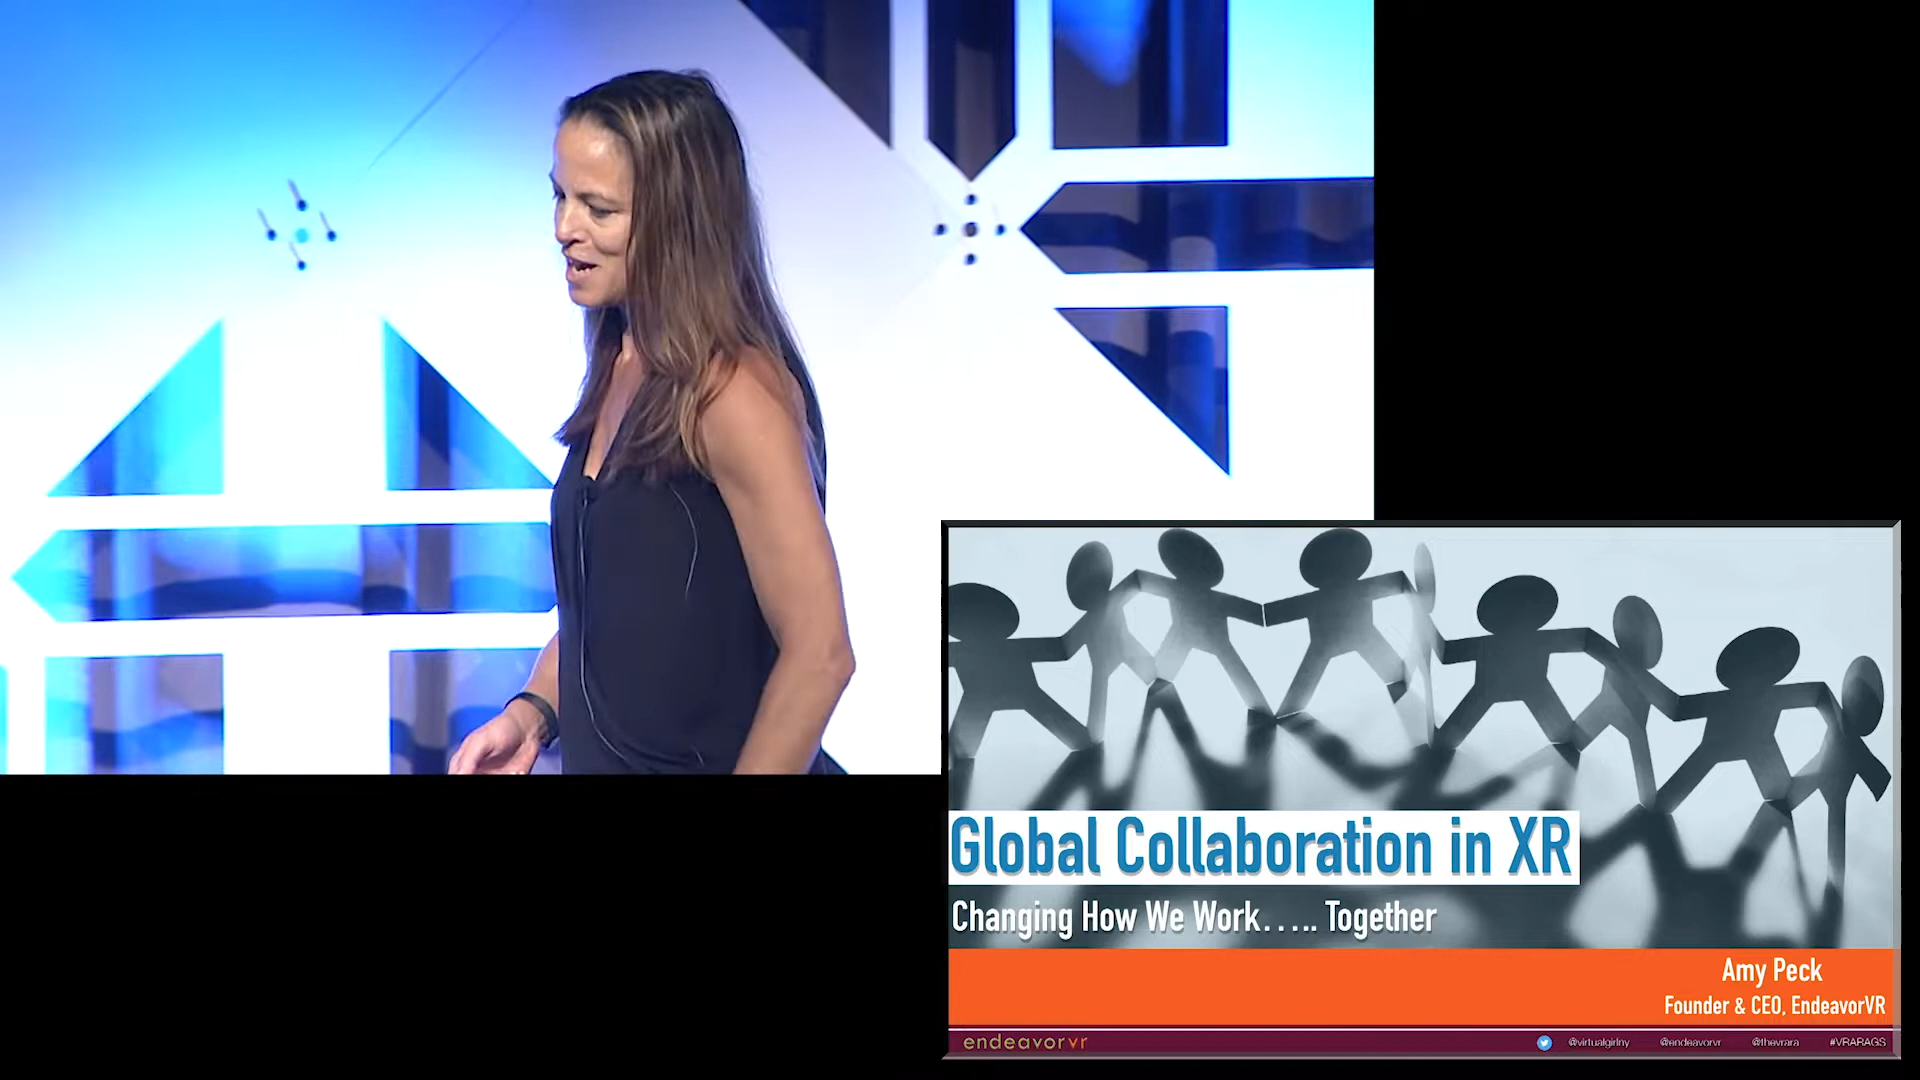 Global Collaboration in XR
Changing How We Work..... Together
Amy Peck
Founder & CEO, EndeavorVR
endeavorvr
@virtualgirlny @endeavorvr @thevrara #VRARAGS